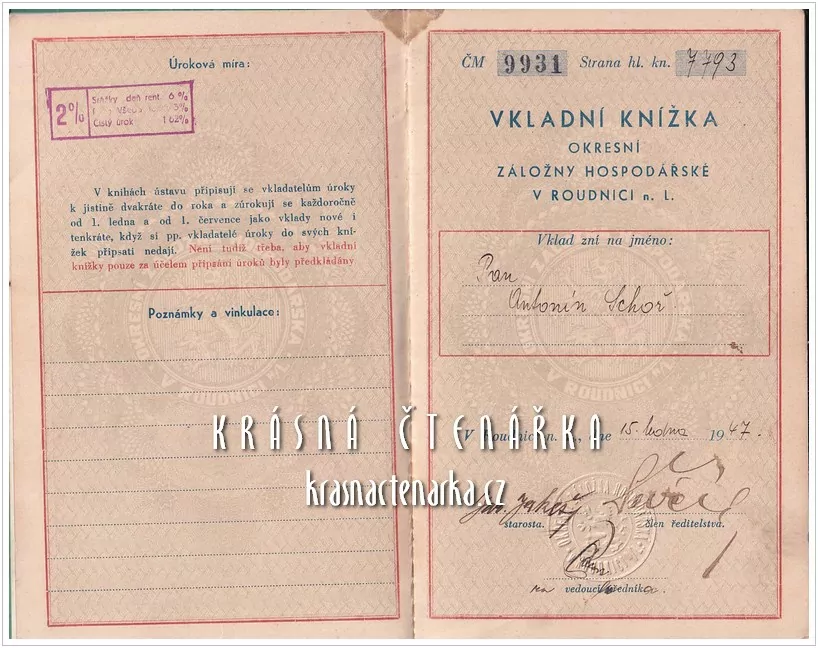 Úroková míra:
2% Srážky: daň rent. 6%
Čistý úrok 1 62%
V knihách ústavu připisují se vkladatelům úroky
k jistině dvakráte do roka a zúrokují se každoročně
od 1. ledna a od 1. července jako vklady nové i
tenkráte, když si pp. vkladatelé úroky do svých kní-
žek připsati nedají. Není tudíž třeba, aby vkladní
knížky pouze za účelem připsání úroků byly předkládány
Poznámky a vinkulace:
ČM 9931 Strana hl. kn. 7793
VKLADNÍ KNÍŽKA
OKRESNÍ
ZÁLOŽNY HOSPODÁŘSKÉ
V ROUDNICI n. L.
Vklad zní na jméno:
Pan
Antonín Schoř
V Roudnici n. L., dne 15. ledna 1947.
starosta. člen ředitelstva.
vedoucí úředník.
KRÁSNÁ ČTENÁŘKA
krasnactenarka.cz